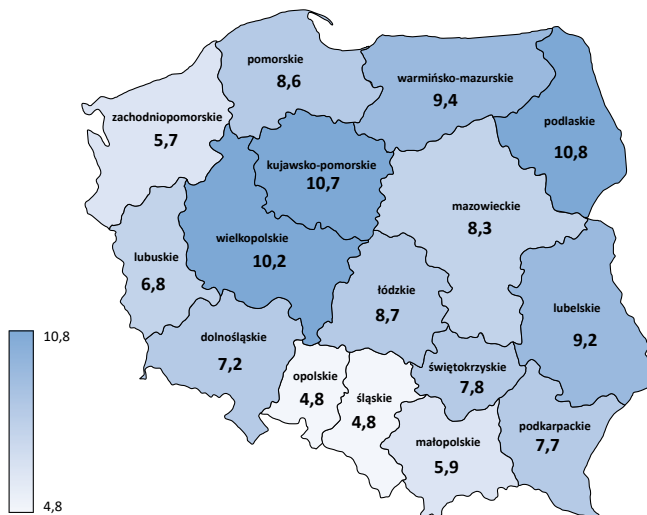 pomorskie
8,6
warmińsko-mazurskie
9,4
zachodniopomorskie
5,7
podlaskie
10,8
kujawsko-pomorskie
10,7
mazowieckie
8,3
wielkopolskie
10,2
lubuskie
6,8
łódzkie
8,7
lubelskie
9,2
dolnośląskie
7,2
opolskie
4,8
śląskie
4,8
świętokrzyskie
7,8
podkarpackie
7,7
małopolskie
5,9
10,8
4,8